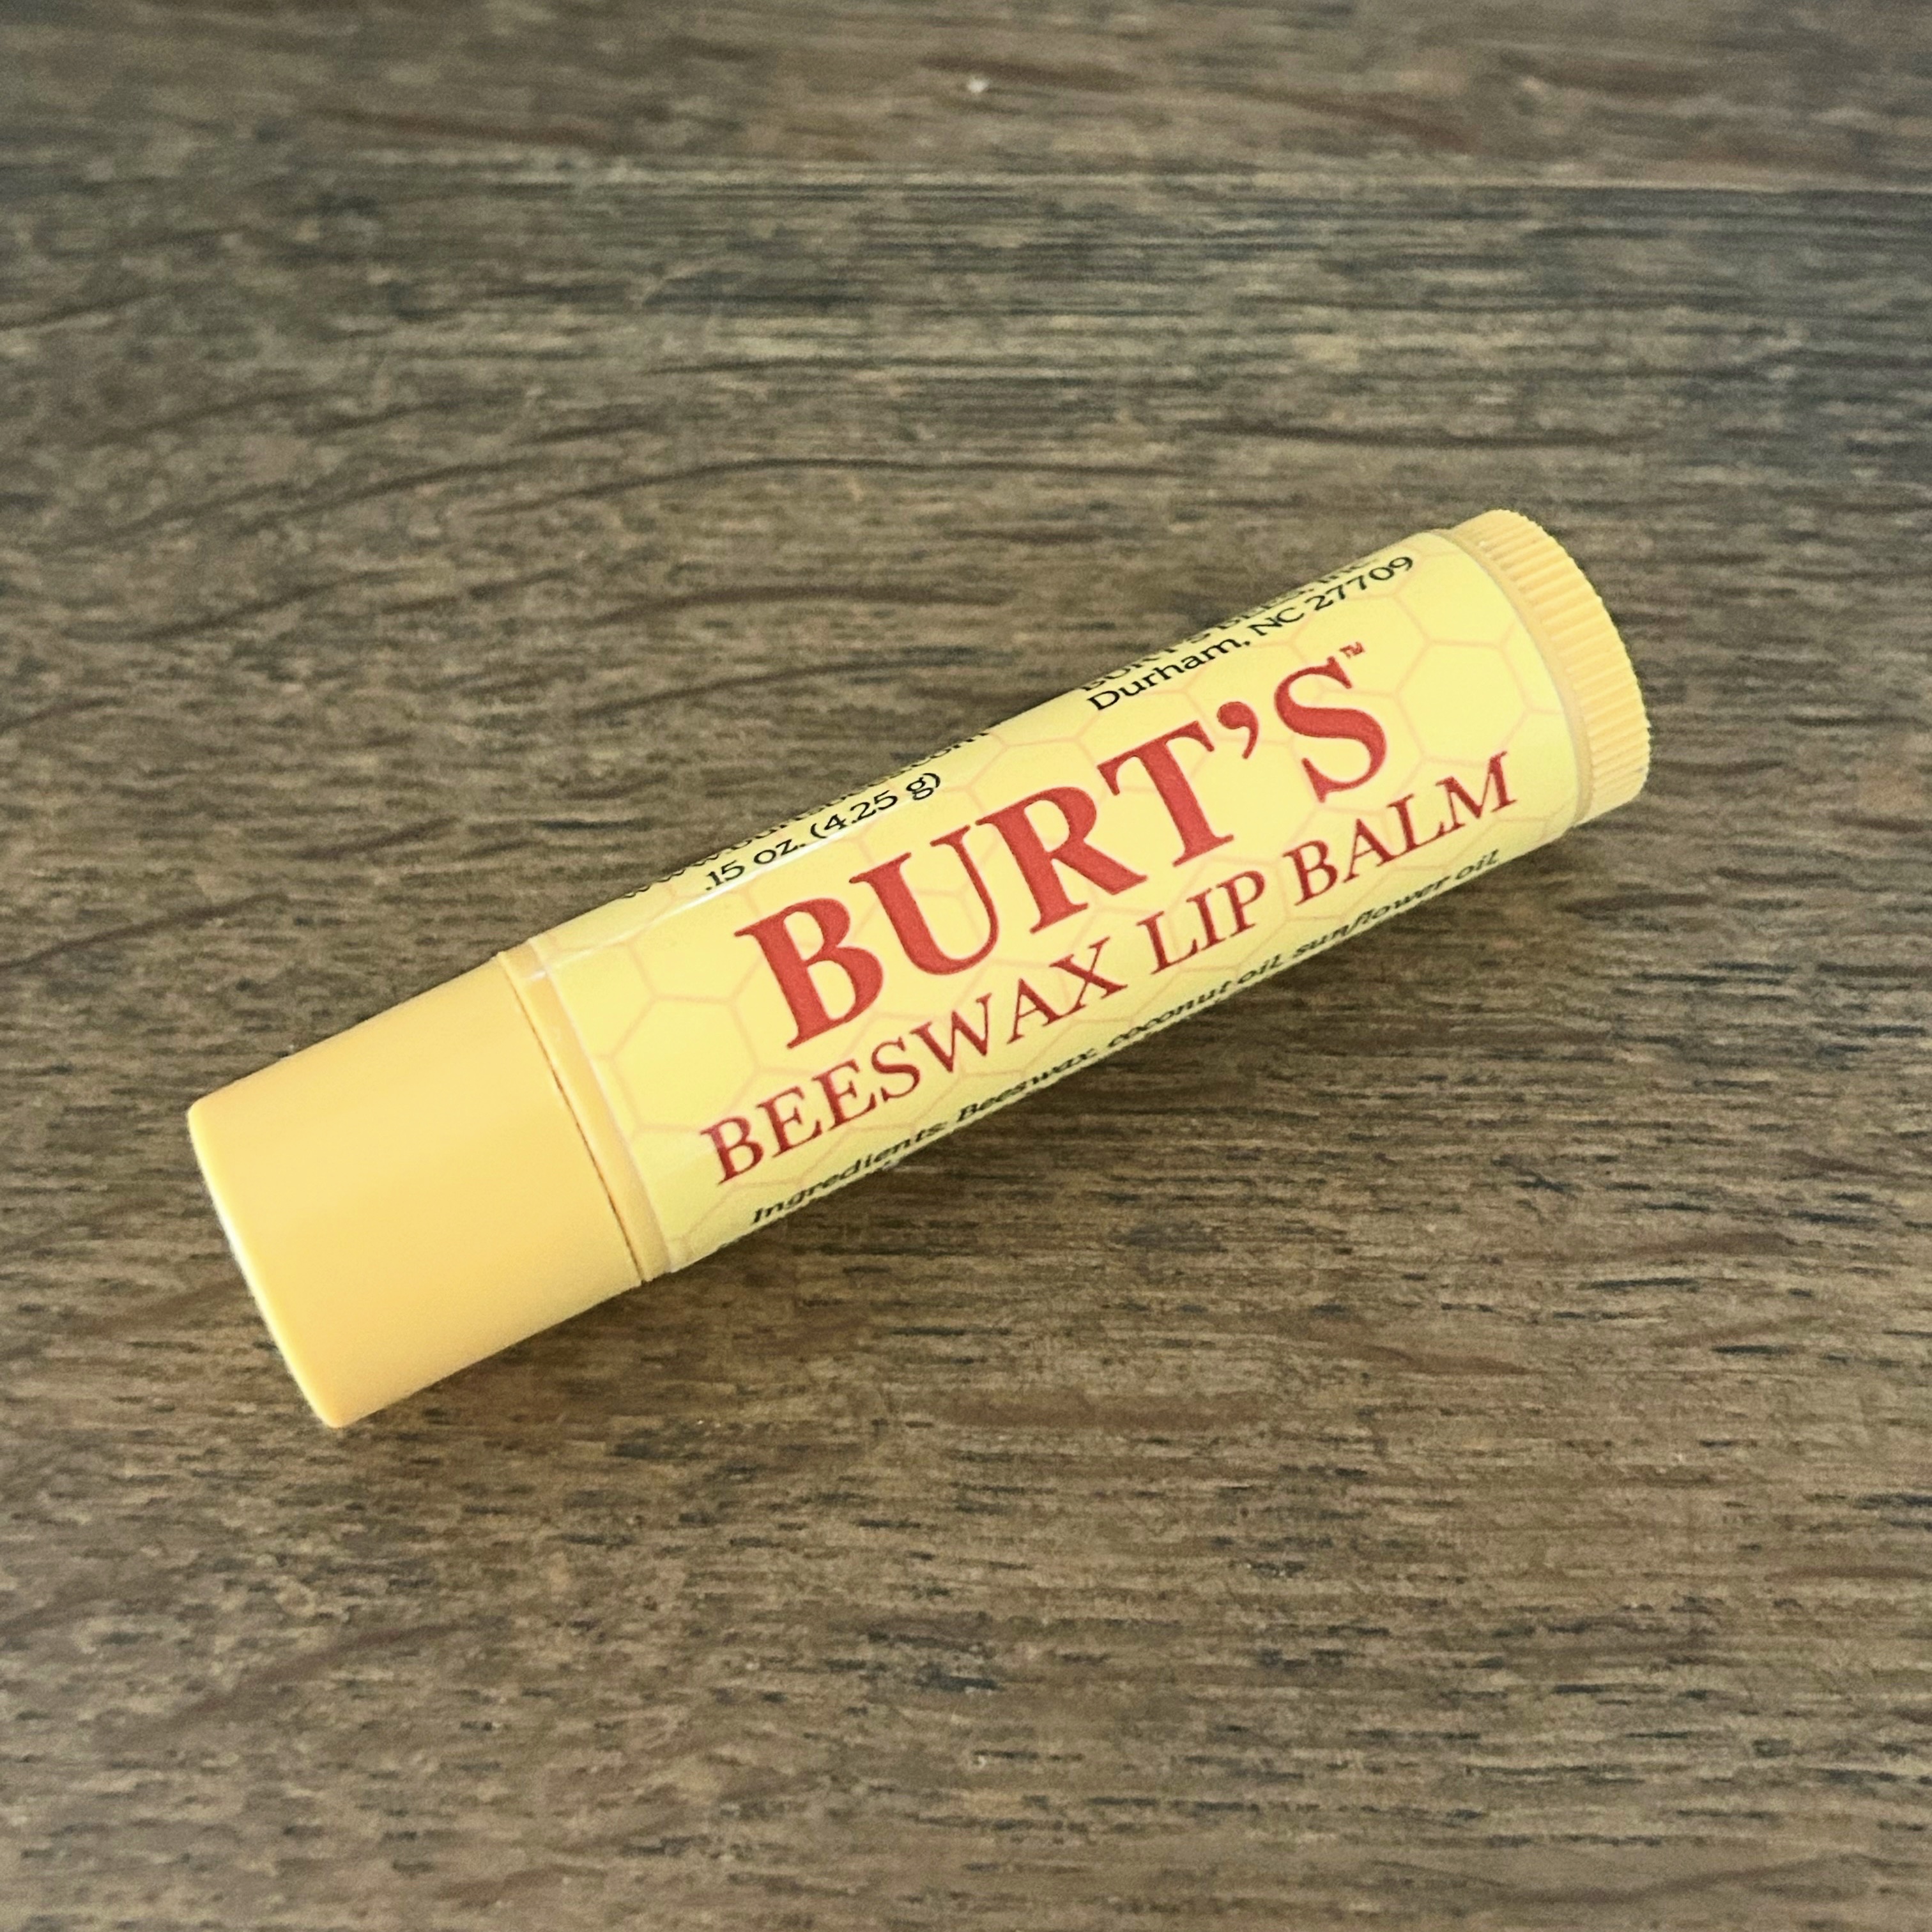 .15 oz. (4.25 g)
Durham, NC 27709
BURT'S™
BEESWAX LIP BALM
Ingredients: Beeswax, coconut oil, sunflower oil